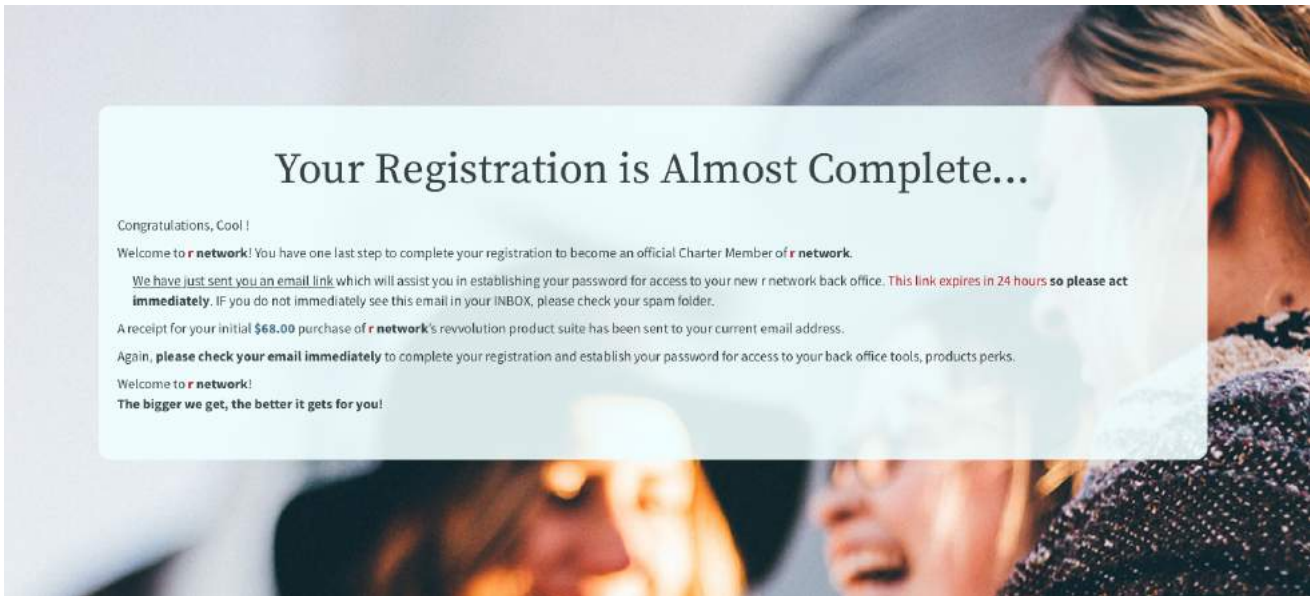 Your Registration is Almost Complete...
Congratulations, Cool !
Welcome to r network! You have one last step to complete your registration to become an official Charter Member of r network.
We have just sent you an email link which will assist you in establishing your password for access to your new r network back office. This link expires in 24 hours so please act
immediately. IF you do not immediately see this email in your INBOX, please check your spam folder.
A receipt for your initial $68.00 purchase of r network's revvolution product suite has been sent to your current email address.
Again, please check your email immediately to complete your registration and establish your password for access to your back office tools, products perks.
Welcome to r network!
The bigger we get, the better it gets for you!